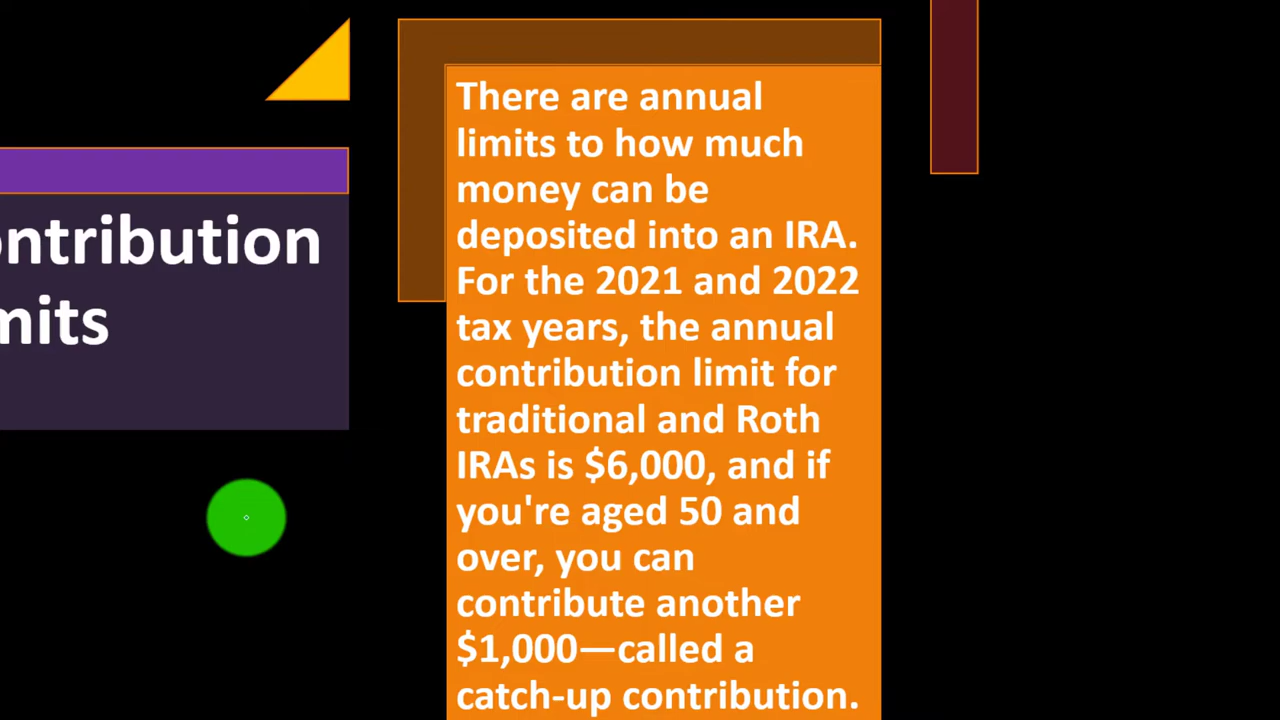 ontribution
mits
There are annual
limits to how much
money can be
deposited into an IRA.
For the 2021 and 2022
tax years, the annual
contribution limit for
traditional and Roth
IRAs is $6,000, and if
you're aged 50 and
over, you can
contribute another
$1,000—called a
catch-up contribution.